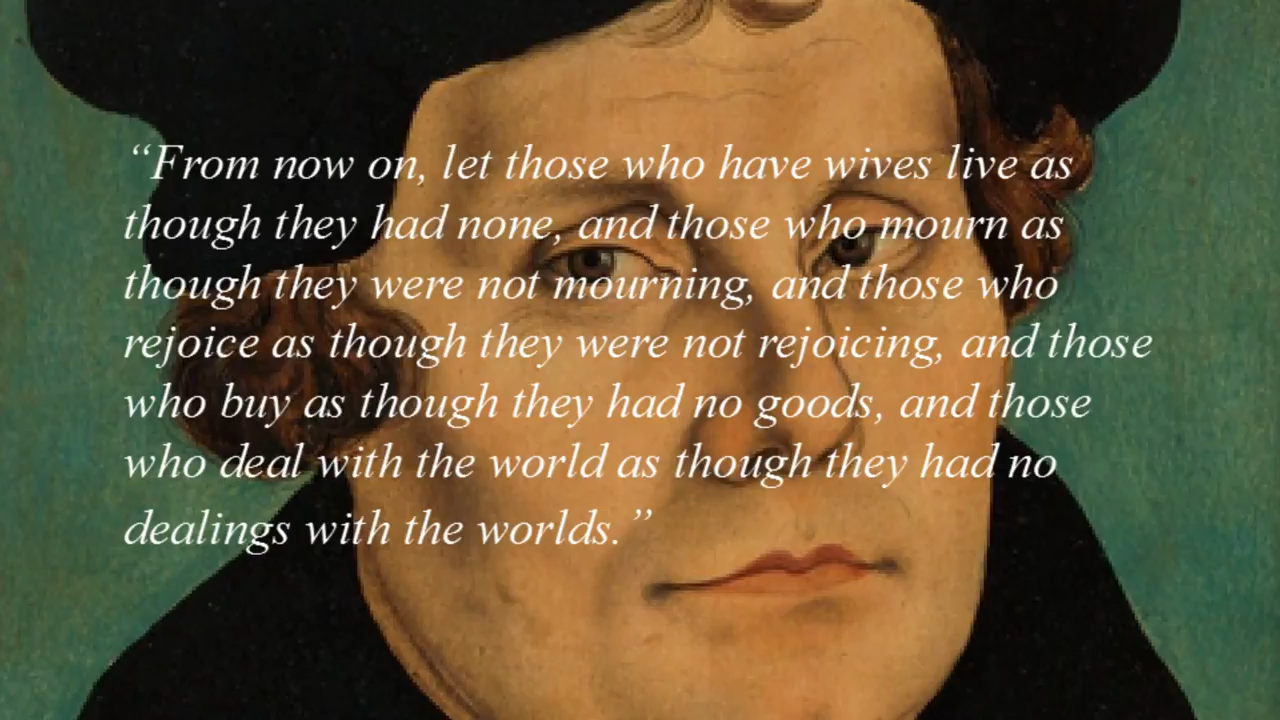 “From now on, let those who have wives live as
though they had none, and those who mourn as
though they were not mourning, and those who
rejoice as though they were not rejoicing, and those
who buy as though they had no goods, and those
who deal with the world as though they had no
dealings with the worlds.”